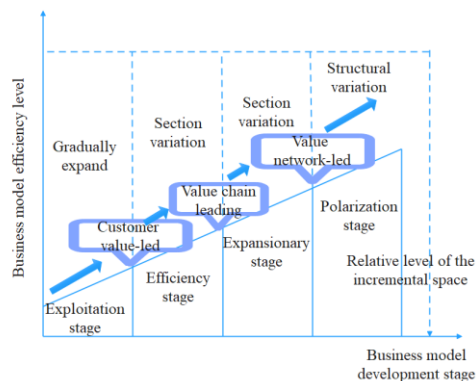 Business model efficiency level
Structural
variation
Section
variation
Section
variation
Gradually
expand
Value
network-led
Value chain
leading
Customer
value-led
Polarization
stage
Expansionary
stage
Efficiency
stage
Exploitation
stage
Relative level of the
incremental space
Business model
development stage